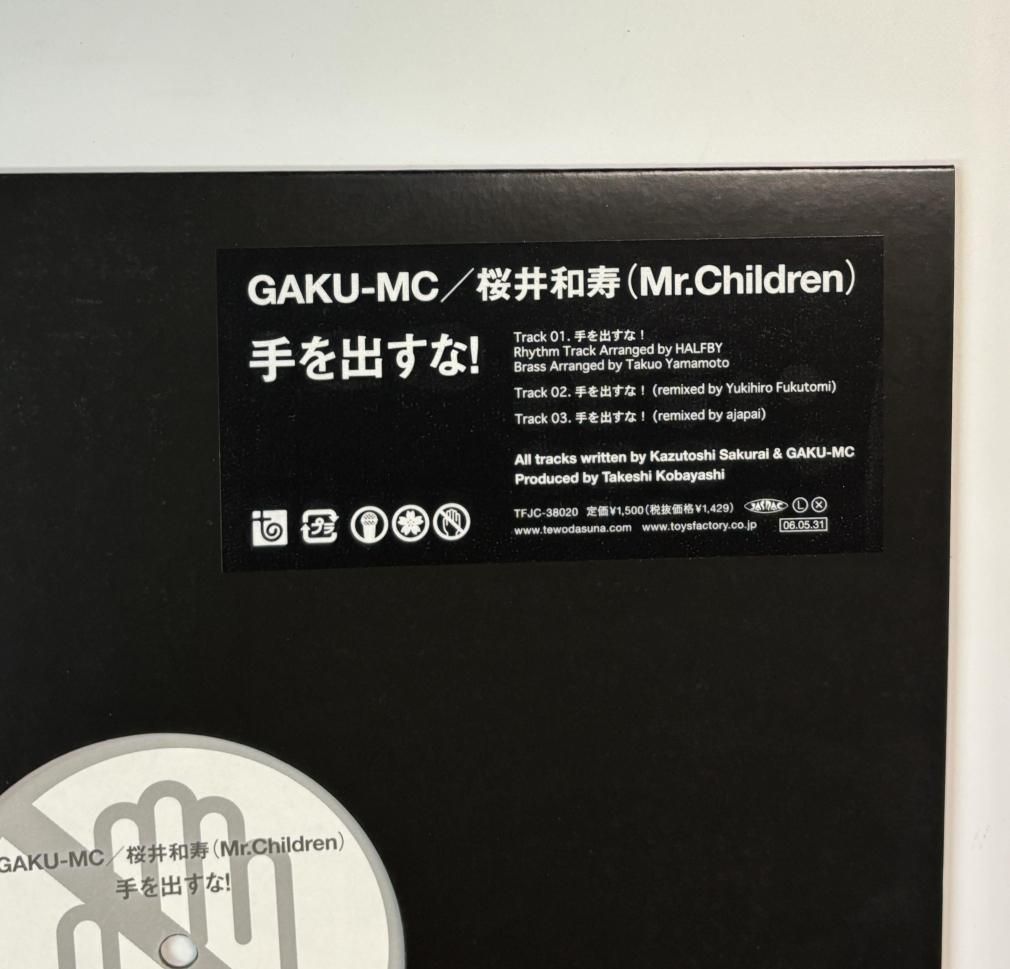 GAKU-MC／桜井和寿（Mr.Children）
手を出すな!
Track 01. 手を出すな！
Rhythm Track Arranged by HALFBY
Brass Arranged by Takuo Yamamoto
Track 02. 手を出すな！ (remixed by Yukihiro Fukutomi)
Track 03. 手を出すな！ (remixed by ajapai)
All tracks written by Kazutoshi Sakurai & GAKU-MC
Produced by Takeshi Kobayashi
TFJC-38020 定価¥1,500（税抜価格¥1,429） JASRAC Ⓛ Ⓧ
www.tewodasuna.com www.toysfactory.co.jp 06.05.31
プラ
GAKU-MC／桜井和寿（Mr.Children）
手を出すな!